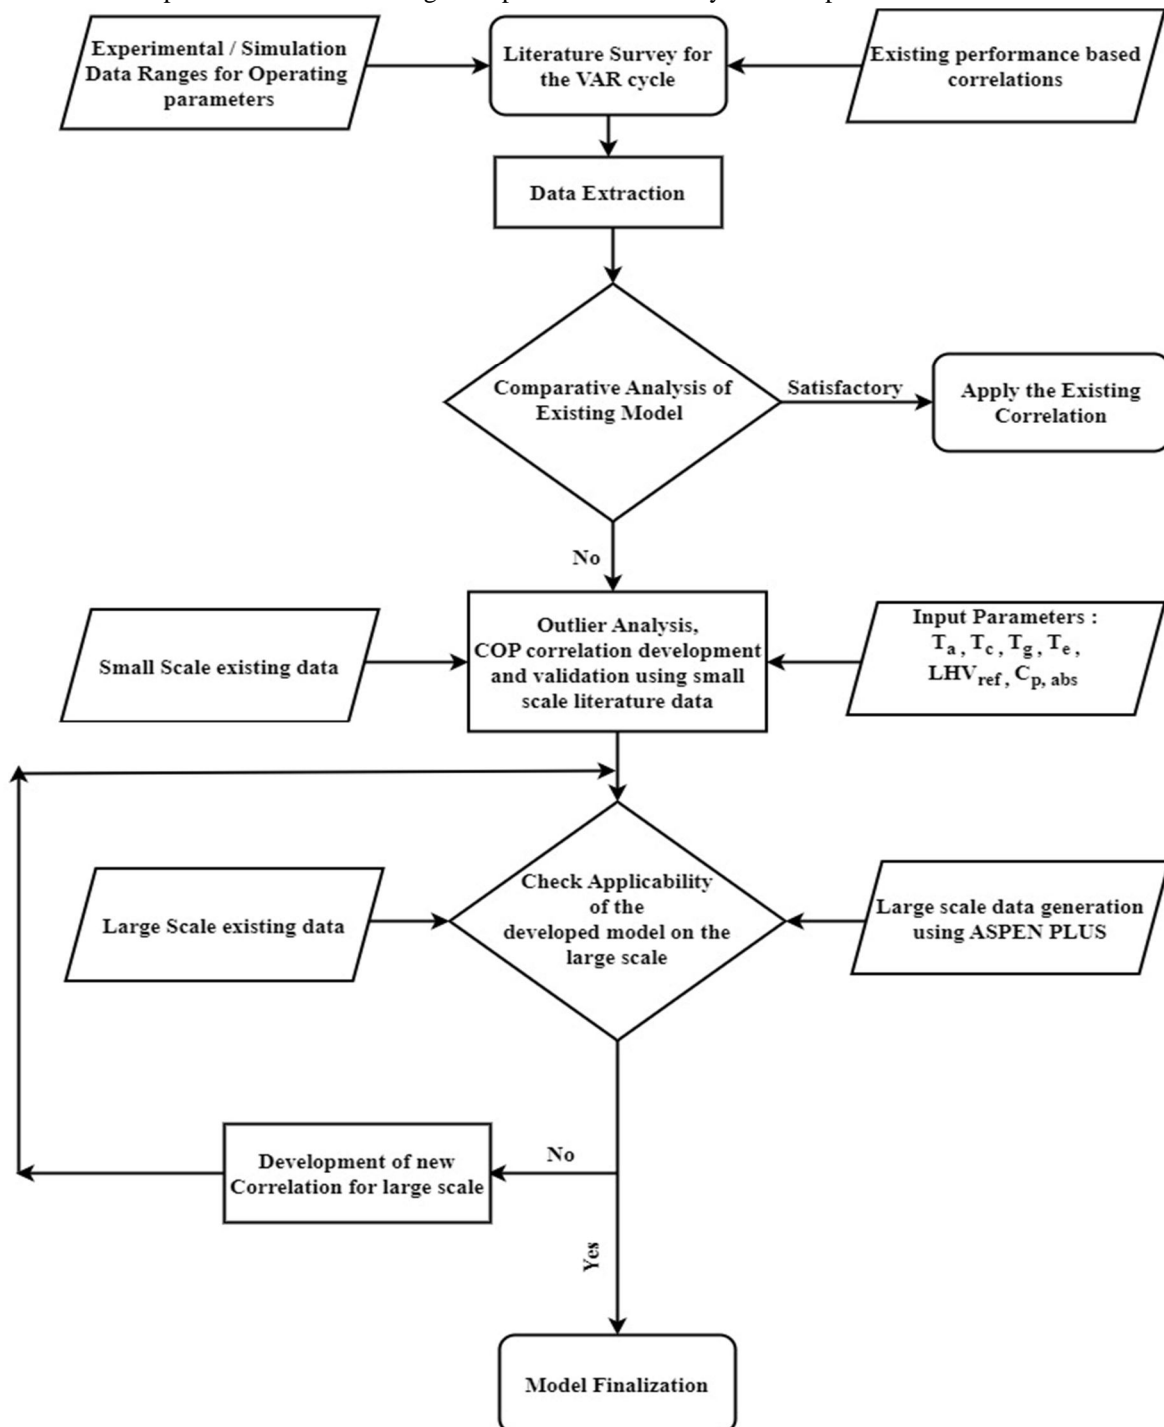 Experimental / Simulation
Data Ranges for Operating
parameters
Literature Survey for
the VAR cycle
Existing performance based
correlations
Data Extraction
Comparative Analysis of
Existing Model
Satisfactory
Apply the Existing
Correlation
No
Small Scale existing data
Outlier Analysis,
COP correlation development
and validation using small
scale literature data
Input Parameters :
Ta , Tc , Tg , Te ,
LHVref , Cp, abs
Large Scale existing data
Check Applicability
of the
developed model on the
large scale
Large scale data generation
using ASPEN PLUS
No
Development of new
Correlation for large scale
Yes
Model Finalization